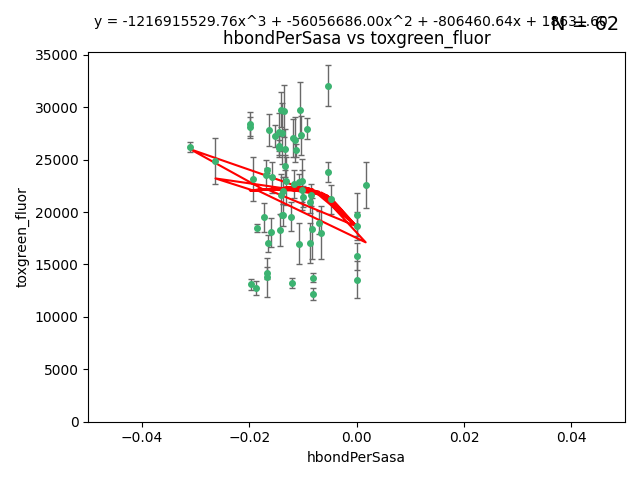 y = -1216915529.76x^3 + -56056686.00x^2 + -806460.64x + 18631.60
N = 62
hbondPerSasa vs toxgreen_fluor
35000
30000
25000
20000
15000
10000
5000
0
toxgreen_fluor
−0.04 −0.02 0.00 0.02 0.04
hbondPerSasa